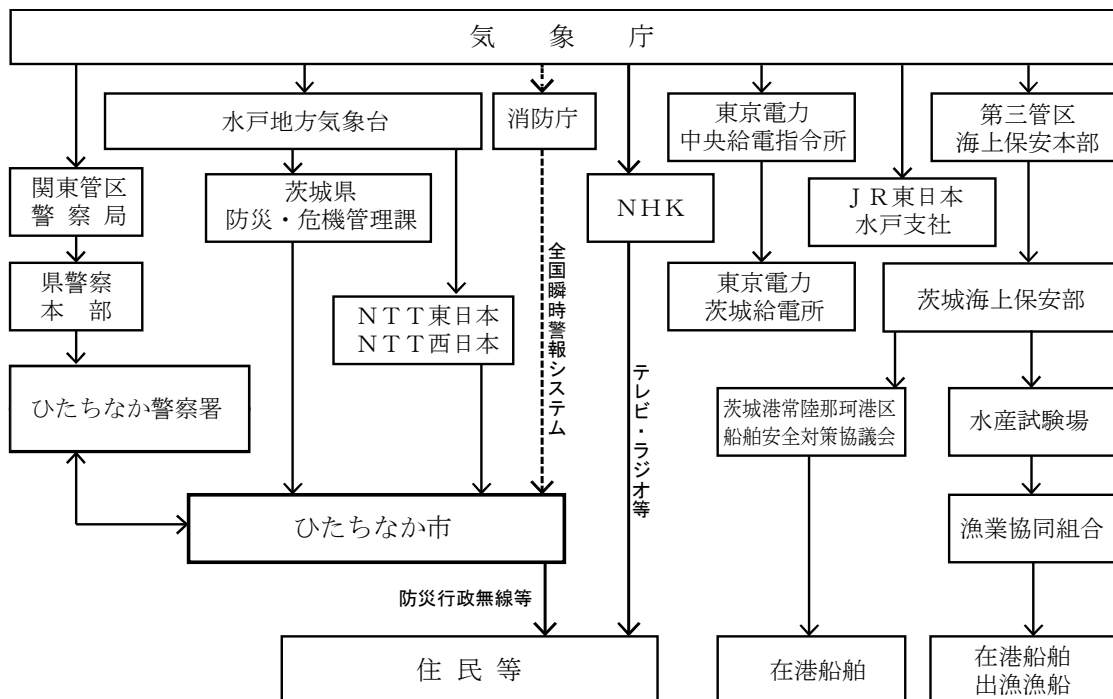 気象庁
水戸地方気象台
消防庁
東京電力
中央給電指令所
第三管区
海上保安本部
関東管区
警察局
茨城県
防災・危機管理課
NHK
ＪＲ東日本
水戸支社
県警察
本部
ＮＴＴ東日本
ＮＴＴ西日本
全国瞬時警報システム
東京電力
茨城給電所
茨城海上保安部
ひたちなか警察署
テレビ・ラジオ等
茨城港常陸那珂港区
船舶安全対策協議会
水産試験場
ひたちなか市
漁業協同組合
防災行政無線等
住民等
在港船舶
在港船舶
出漁漁船